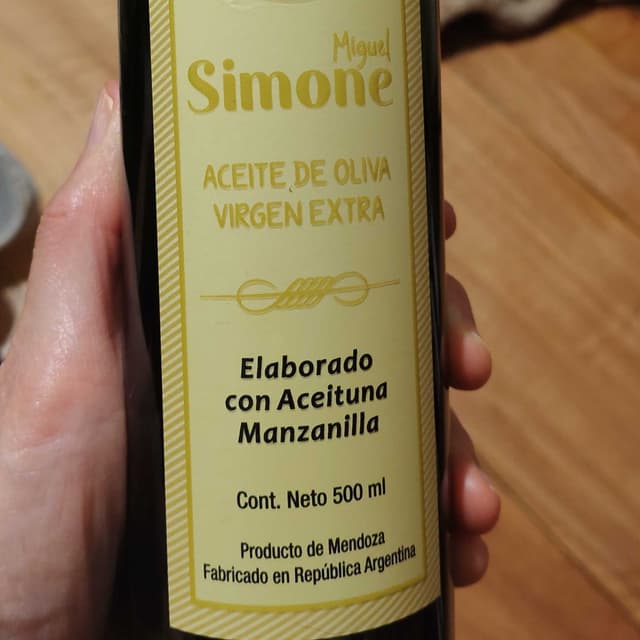 Miguel
Simone
ACEITE DE OLIVA
VIRGEN EXTRA
Elaborado
con Aceituna
Manzanilla
Cont. Neto 500 ml
Producto de Mendoza
Fabricado en República Argentina